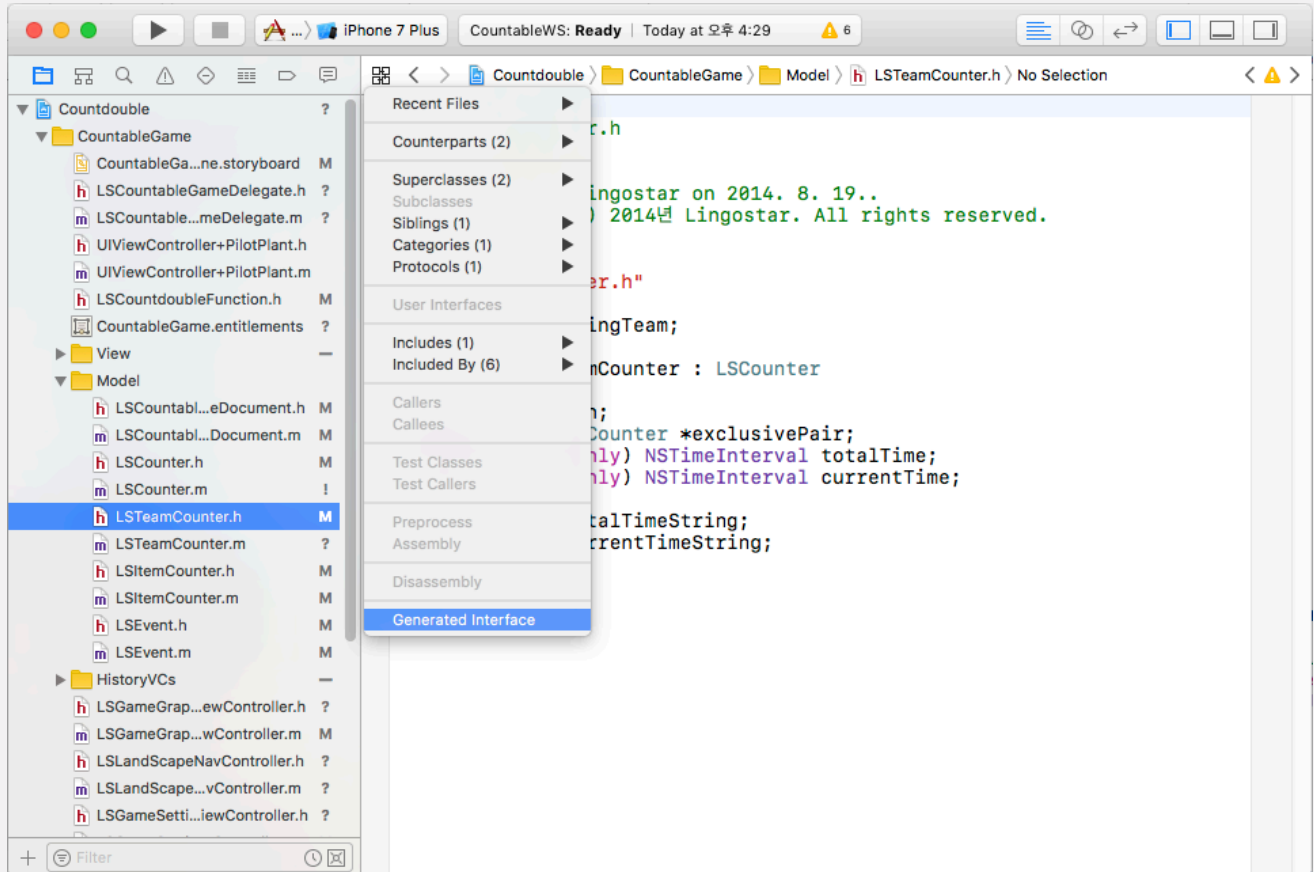 ...⟩ iPhone 7 Plus
CountableWS: Ready | Today at 오후 4:29
6
Countdouble ⟩ CountableGame ⟩ Model ⟩ h LSTeamCounter.h ⟩ No Selection
Countdouble ?
CountableGame
CountableGa...ne.storyboard M
h LSCountableGameDelegate.h ?
m LSCountable...meDelegate.m ?
h UIViewController+PilotPlant.h
m UIViewController+PilotPlant.m
h LSCountdoubleFunction.h M
CountableGame.entitlements ?
View –
Model
h LSCountabl...eDocument.h M
m LSCountabl...Document.m M
h LSCounter.h M
m LSCounter.m !
h LSTeamCounter.h M
m LSTeamCounter.m ?
h LSItemCounter.h M
m LSItemCounter.m M
h LSEvent.h M
m LSEvent.m M
HistoryVCs –
h LSGameGrap...ewController.h ?
m LSGameGrap...wController.m M
h LSLandScapeNavController.h ?
m LSLandScape...vController.m ?
h LSGameSetti...iewController.h ?
Filter
Recent Files
Counterparts (2)
Superclasses (2)
Subclasses
Siblings (1)
Categories (1)
Protocols (1)
User Interfaces
Includes (1)
Included By (6)
Callers
Callees
Test Classes
Test Callers
Preprocess
Assembly
Disassembly
Generated Interface
r.h
ingostar on 2014. 8. 19..
) 2014년 Lingostar. All rights reserved.
er.h"
ingTeam;
mCounter : LSCounter
n;
Counter *exclusivePair;
nly) NSTimeInterval totalTime;
nly) NSTimeInterval currentTime;
talTimeString;
rrentTimeString;